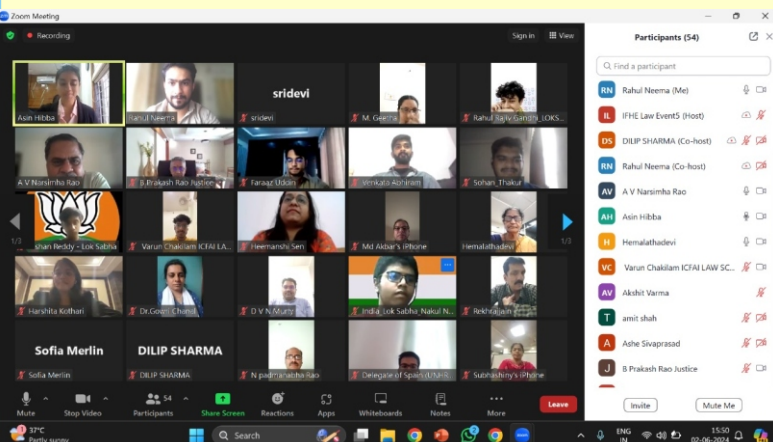 Zoom Meeting
Recording
Sign in
View
Participants (54)
Find a participant
Asin Hibba
Rahul Neema
sridevi
sridevi
M. Geetha
Rahul Rajiv Gandhi_LOKS...
A V Narsimha Rao
B.Prakash Rao Justice
Faraaz Uddin
Venkata Abhiram
Sohan_Thakur
1/3
shan Reddy - Lok Sabha
Varun Chakilam ICFAI LA...
Heemanshi Sen
Md Akbar's iPhone
Hemalathadevi
1/3
Harshita Kothari
Dr.Gowri Chandi
D V N Murty
India_Lok Sabha_Nakul N...
Sofia Merlin
Sofia Merlin
DILIP SHARMA
DILIP SHARMA
N padmanabha Rao
Delegate of Spain (UNHR...
Subhashiny's iPhone
RN Rahul Neema (Me)
IL IFHE Law Event5 (Host)
DS DILIP SHARMA (Co-host)
RN Rahul Neema (Co-host)
AV A V Narsimha Rao
AH Asin Hibba
H Hemalathadevi
VC Varun Chakilam ICFAI LAW SC...
AV Akshit Varma
T amit shah
A Ashe Sivaprasad
J B Prakash Rao Justice
Invite
Mute Me
Mute
Stop Video
54
Participants
Share Screen
Reactions
Apps
Whiteboards
Notes
More
Leave
1
37°C
Partly sunny
Search
2
ENG
IN
15:50
02-06-2024